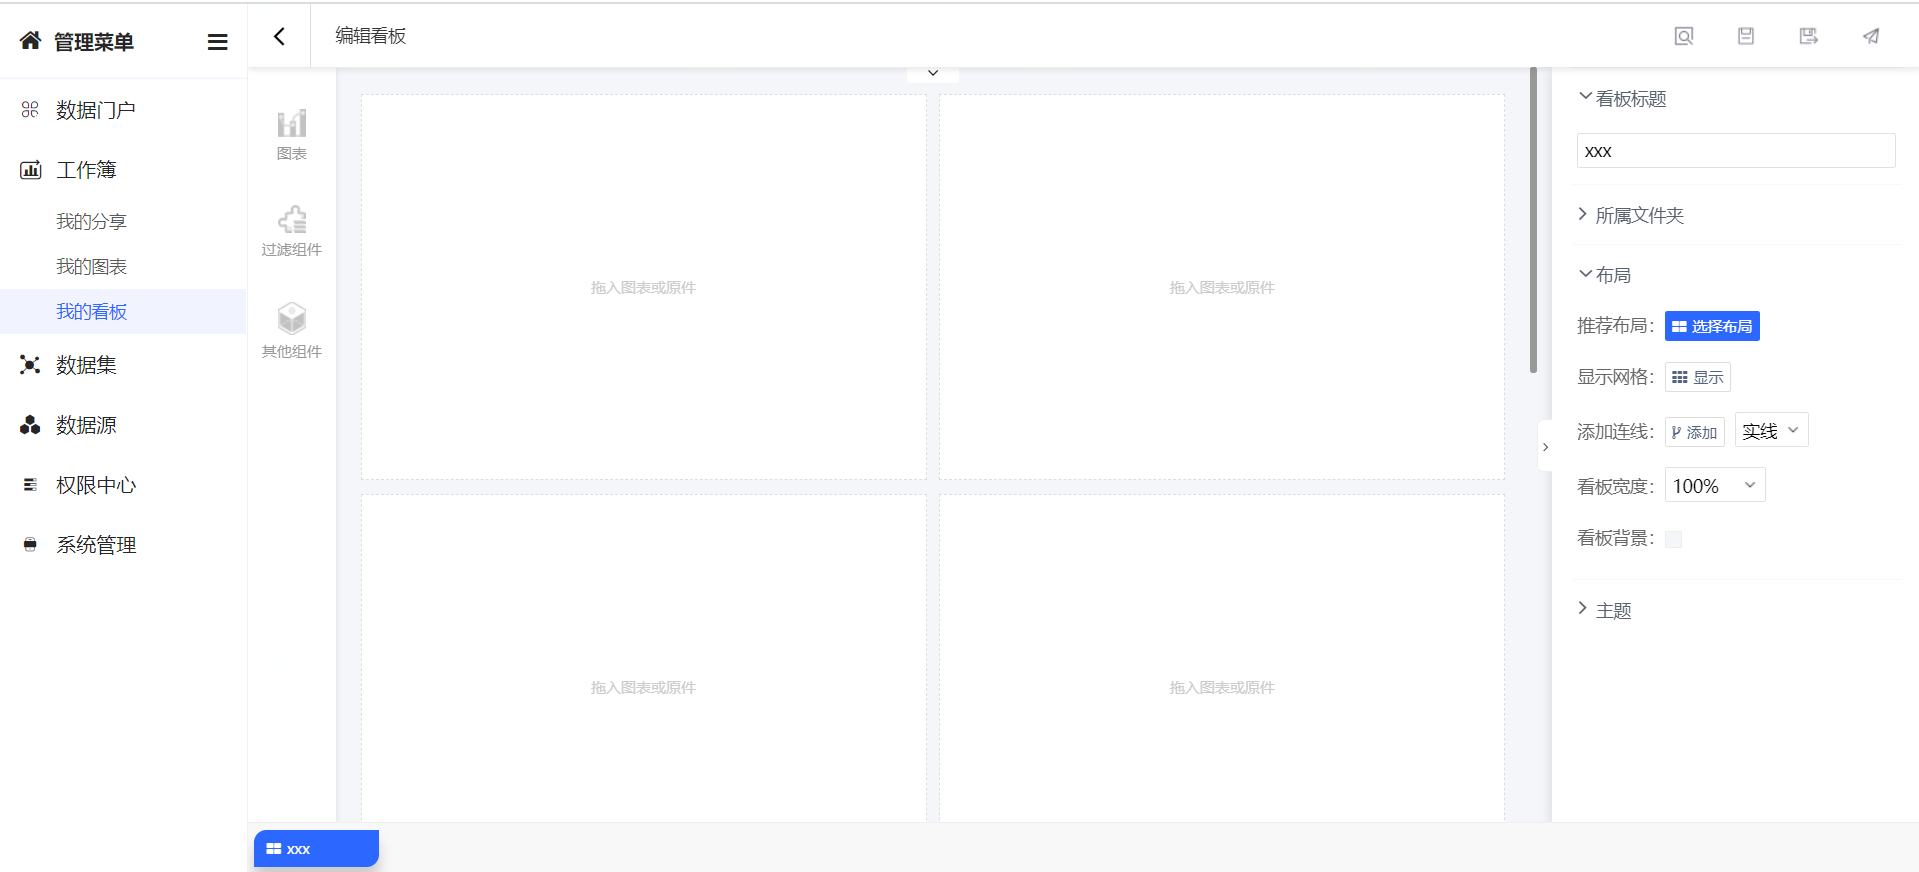 管理菜单
数据门户
工作簿
我的分享
我的图表
我的看板
数据集
数据源
权限中心
系统管理
编辑看板
图表
过滤组件
其他组件
拖入图表或原件
拖入图表或原件
拖入图表或原件
拖入图表或原件
看板标题
xxx
所属文件夹
布局
推荐布局： 选择布局
显示网格： 显示
添加连线： 添加 实线
看板宽度： 100%
看板背景：
主题
xxx